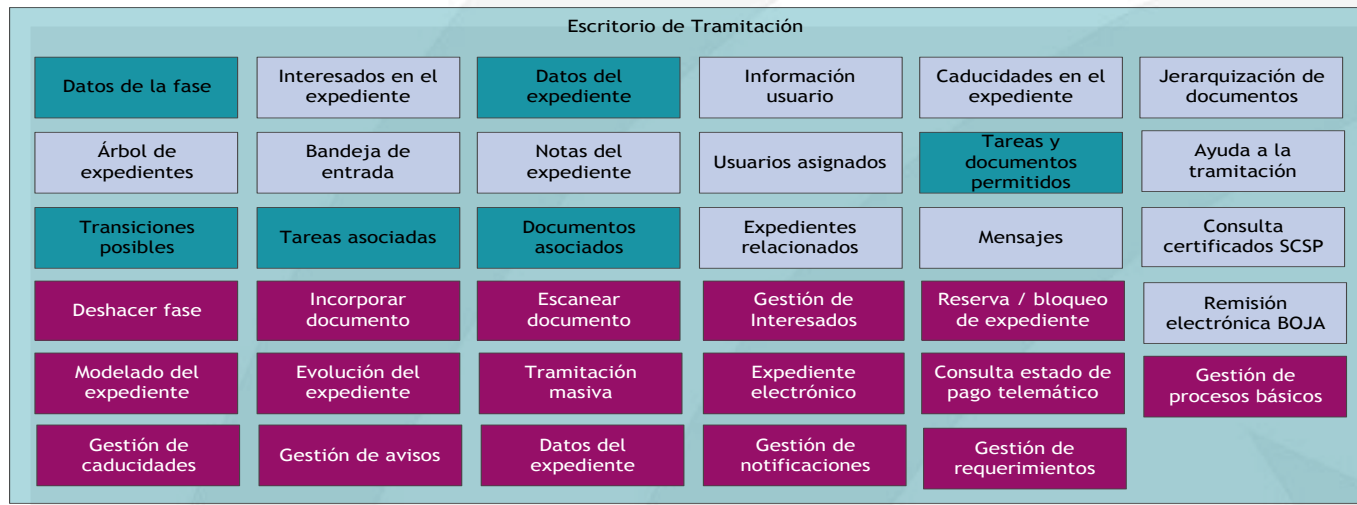 Escritorio de Tramitación
Datos de la fase
Interesados en el
expediente
Datos del
expediente
Información
usuario
Caducidades en el
expediente
Jerarquización de
documentos
Árbol de
expedientes
Bandeja de
entrada
Notas del
expediente
Usuarios asignados
Tareas y
documentos
permitidos
Ayuda a la
tramitación
Transiciones
posibles
Tareas asociadas
Documentos
asociados
Expedientes
relacionados
Mensajes
Consulta
certificados SCSP
Deshacer fase
Incorporar
documento
Escanear
documento
Gestión de
Interesados
Reserva / bloqueo
de expediente
Remisión
electrónica BOJA
Modelado del
expediente
Evolución del
expediente
Tramitación
masiva
Expediente
electrónico
Consulta estado de
pago telemático
Gestión de
procesos básicos
Gestión de
caducidades
Gestión de avisos
Datos del
expediente
Gestión de
notificaciones
Gestión de
requerimientos